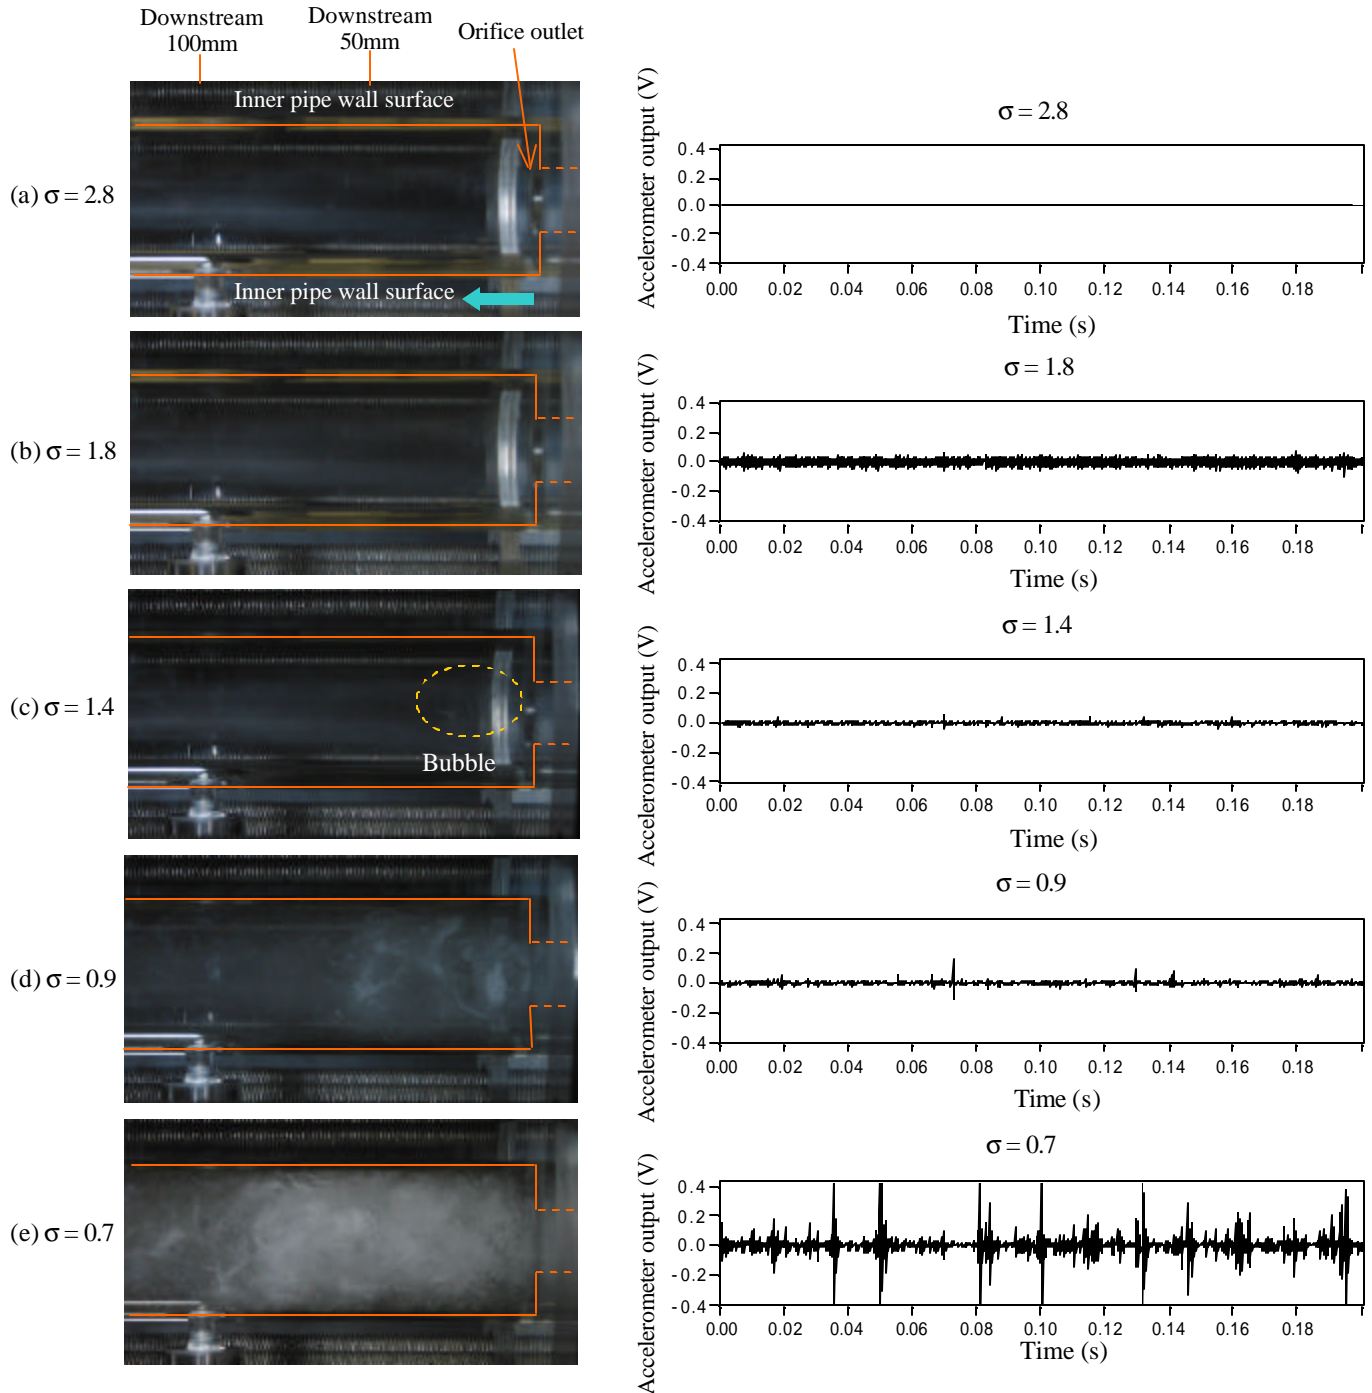 Downstream
100mm
Downstream
50mm
Orifice outlet
Inner pipe wall surface
Inner pipe wall surface
(a) σ = 2.8
σ = 2.8
Accelerometer output (V)
0.4
0.2
0.0
-0.2
-0.4
0.00 0.02 0.04 0.06 0.08 0.10 0.12 0.14 0.16 0.18
Time (s)
(b) σ = 1.8
σ = 1.8
Accelerometer output (V)
0.4
0.2
0.0
-0.2
-0.4
0.00 0.02 0.04 0.06 0.08 0.10 0.12 0.14 0.16 0.18
Time (s)
(c) σ = 1.4
Bubble
σ = 1.4
Accelerometer output (V)
0.4
0.2
0.0
-0.2
-0.4
0.00 0.02 0.04 0.06 0.08 0.10 0.12 0.14 0.16 0.18
Time (s)
(d) σ = 0.9
σ = 0.9
Accelerometer output (V)
0.4
0.2
0.0
-0.2
-0.4
0.00 0.02 0.04 0.06 0.08 0.10 0.12 0.14 0.16 0.18
Time (s)
(e) σ = 0.7
σ = 0.7
Accelerometer output (V)
0.4
0.2
0.0
-0.2
-0.4
0.00 0.02 0.04 0.06 0.08 0.10 0.12 0.14 0.16 0.18
Time (s)